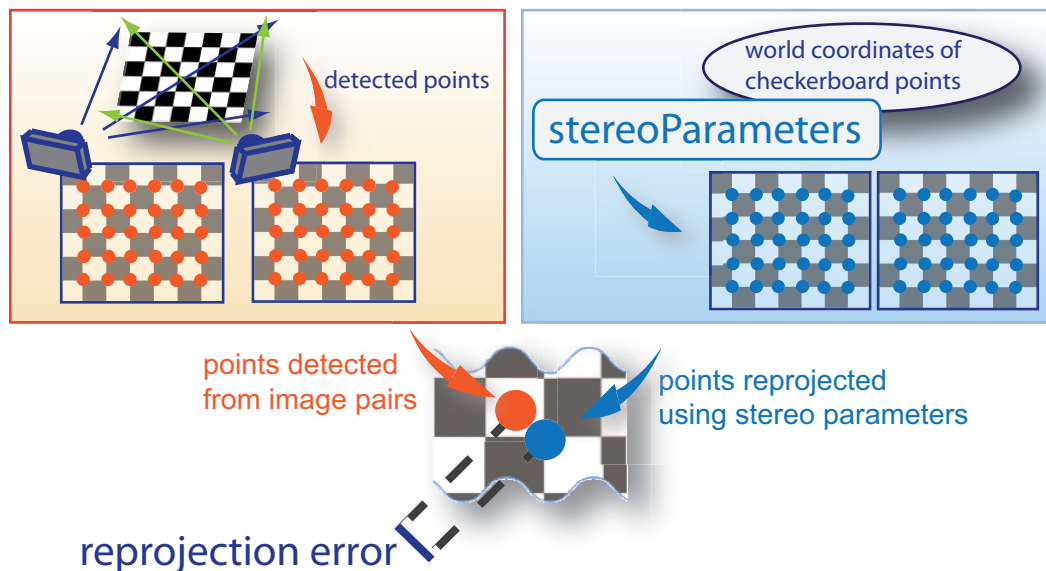 detected points
world coordinates of
checkerboard points
stereoParameters
points detected
from image pairs
points reprojected
using stereo parameters
reprojection error